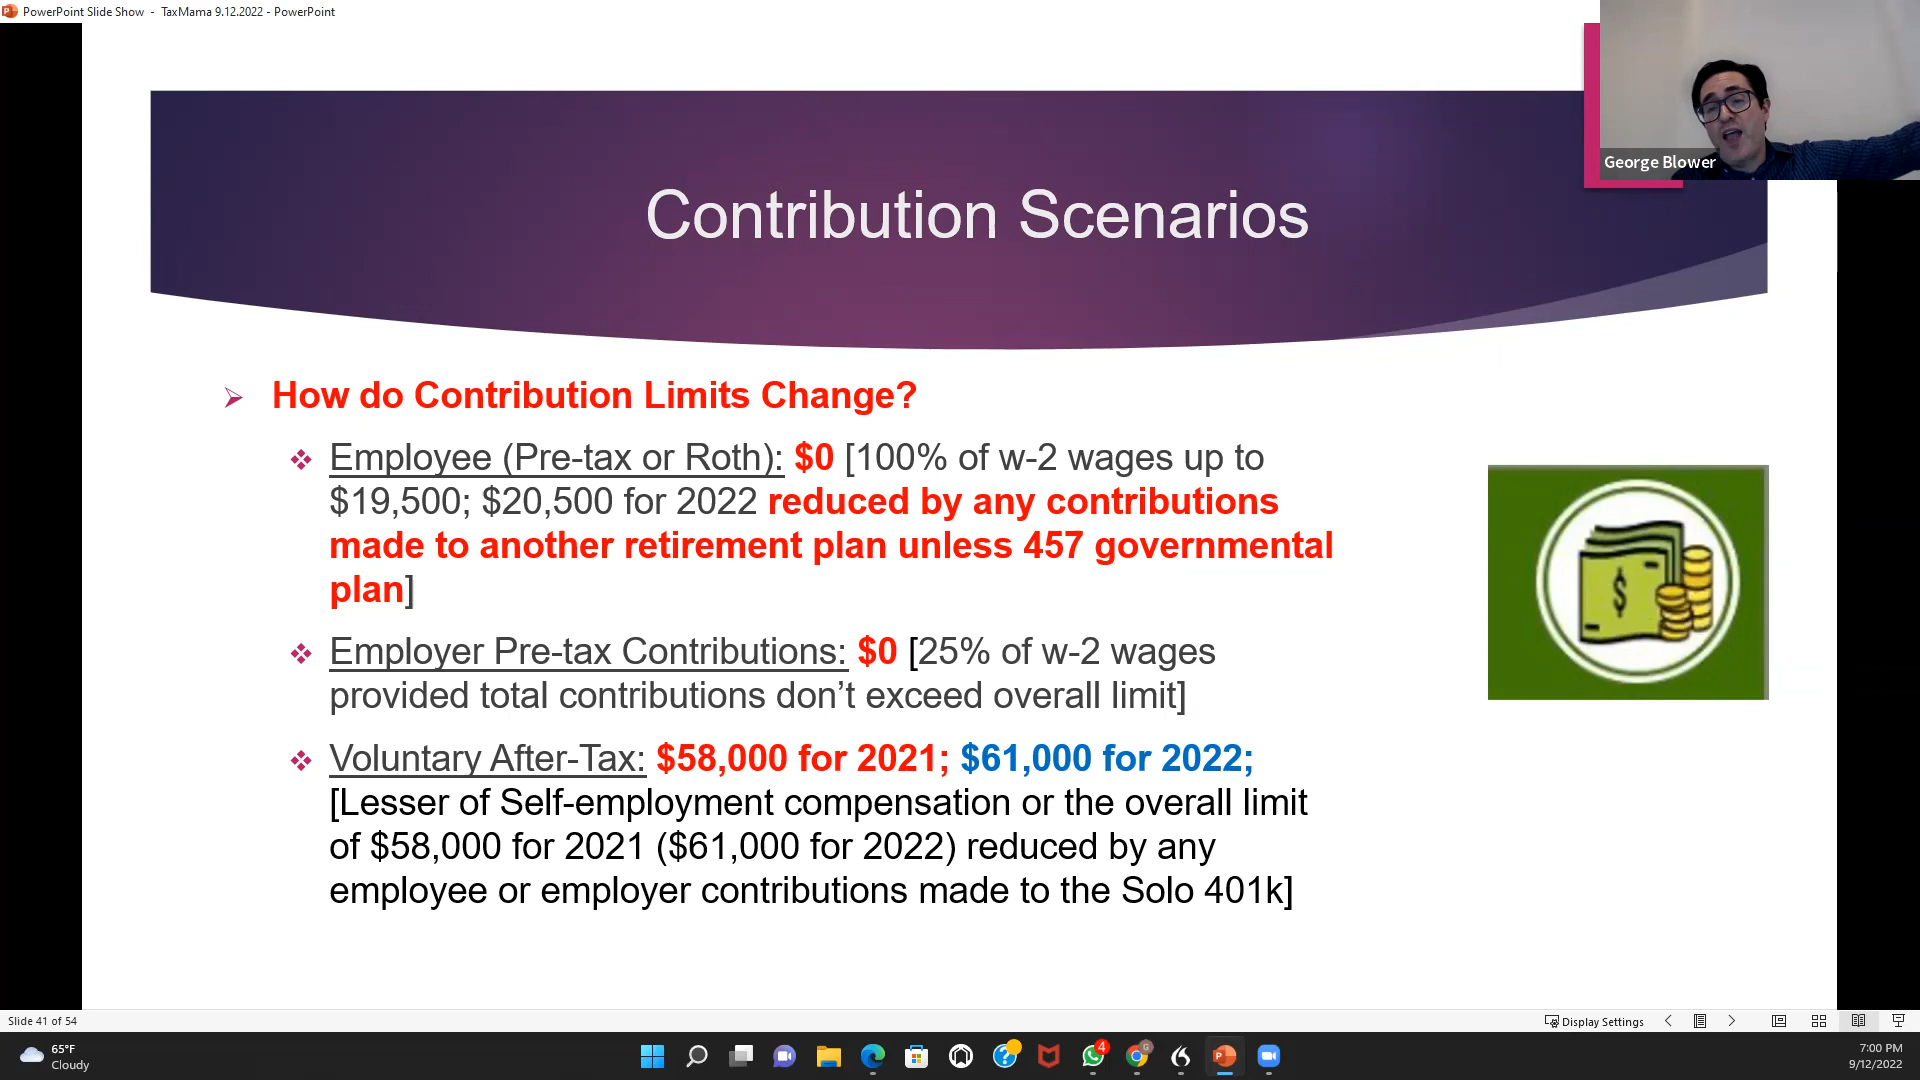 PowerPoint Slide Show - TaxMama 9.12.2022 - PowerPoint
George Blower
Contribution Scenarios
How do Contribution Limits Change?
Employee (Pre-tax or Roth): $0 [100% of w-2 wages up to
$19,500; $20,500 for 2022 reduced by any contributions
made to another retirement plan unless 457 governmental
plan]
Employer Pre-tax Contributions: $0 [25% of w-2 wages
provided total contributions don’t exceed overall limit]
Voluntary After-Tax: $58,000 for 2021; $61,000 for 2022;
[Lesser of Self-employment compensation or the overall limit
of $58,000 for 2021 ($61,000 for 2022) reduced by any
employee or employer contributions made to the Solo 401k]
$
Slide 41 of 54
Display Settings
65°F
Cloudy
4
G
P
7:00 PM
9/12/2022